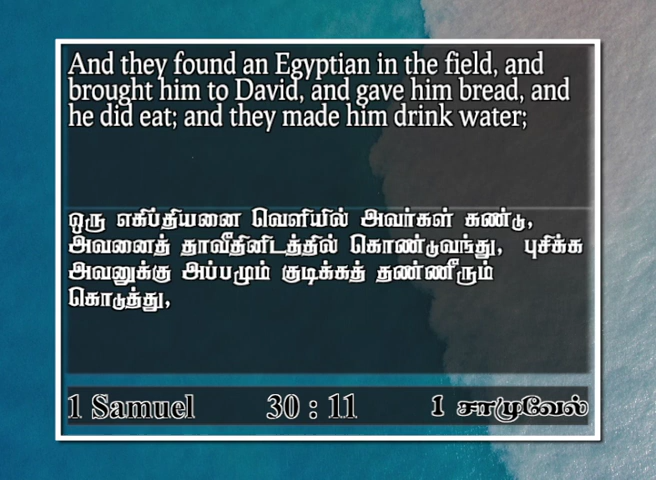 And they found an Egyptian in the field, and
brought him to David, and gave him bread, and
he did eat; and they made him drink water;
ஒரு எகிப்தியனை வெளியில் அவர்கள் கண்டு,
அவனைத் தாவீதினிடத்தில் கொண்டுவந்து, புசிக்க
அவனுக்கு அப்பமும் குடிக்கத் தண்ணீரும்
கொடுத்து,
1 Samuel 30 : 11 1 சாமுவேல்